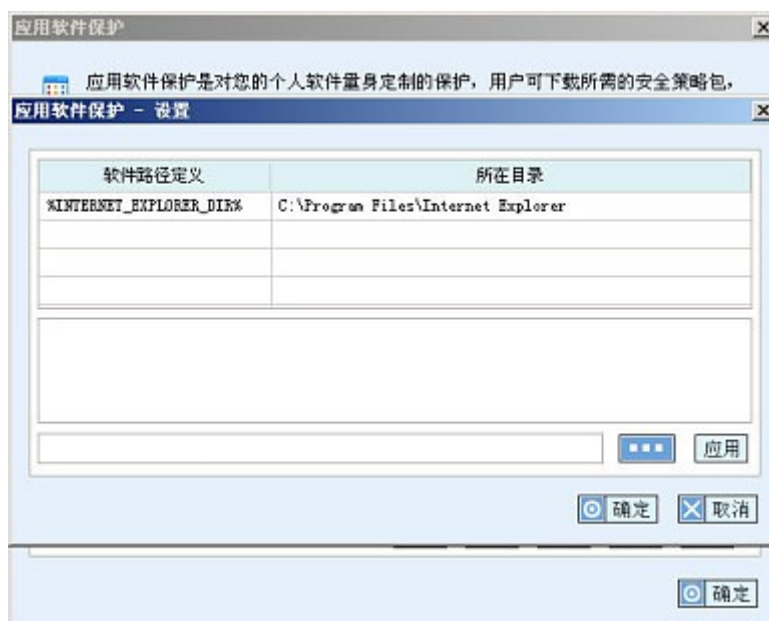 应用软件保护
应用软件保护是对您的个人软件量身定制的保护，用户可下载所需的安全策略包，
应用软件保护 - 设置
软件路径定义 所在目录
%INTERNET_EXPLORER_DIR% C:\Program Files\Internet Explorer
应用
确定 取消
确定